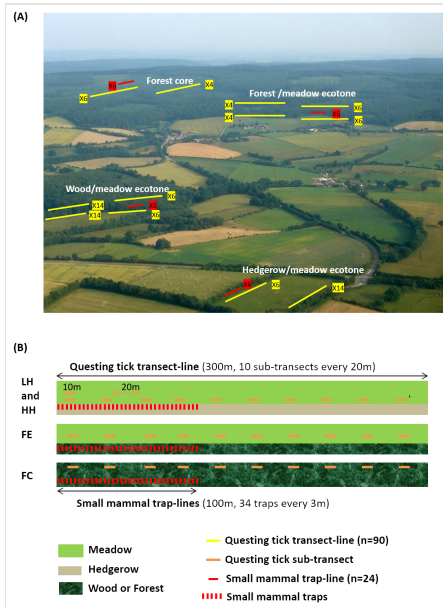 (A)
X6
Forest core
X4
X6
Forest /meadow ecotone
X4
X6
X6
X4
X6
Wood/meadow ecotone
X6
X14
X6
X14
X6
Hedgerow/meadow ecotone
X6
X6
X14
(B)
Questing tick transect-line (300m, 10 sub-transects every 20m)
LH
and
HH
10m
20m
FE
FC
Small mammal trap-lines (100m, 34 traps every 3m)
Meadow
Hedgerow
Wood or Forest
Questing tick transect-line (n=90)
Questing tick sub-transect
Small mammal trap-line (n=24)
Small mammal traps